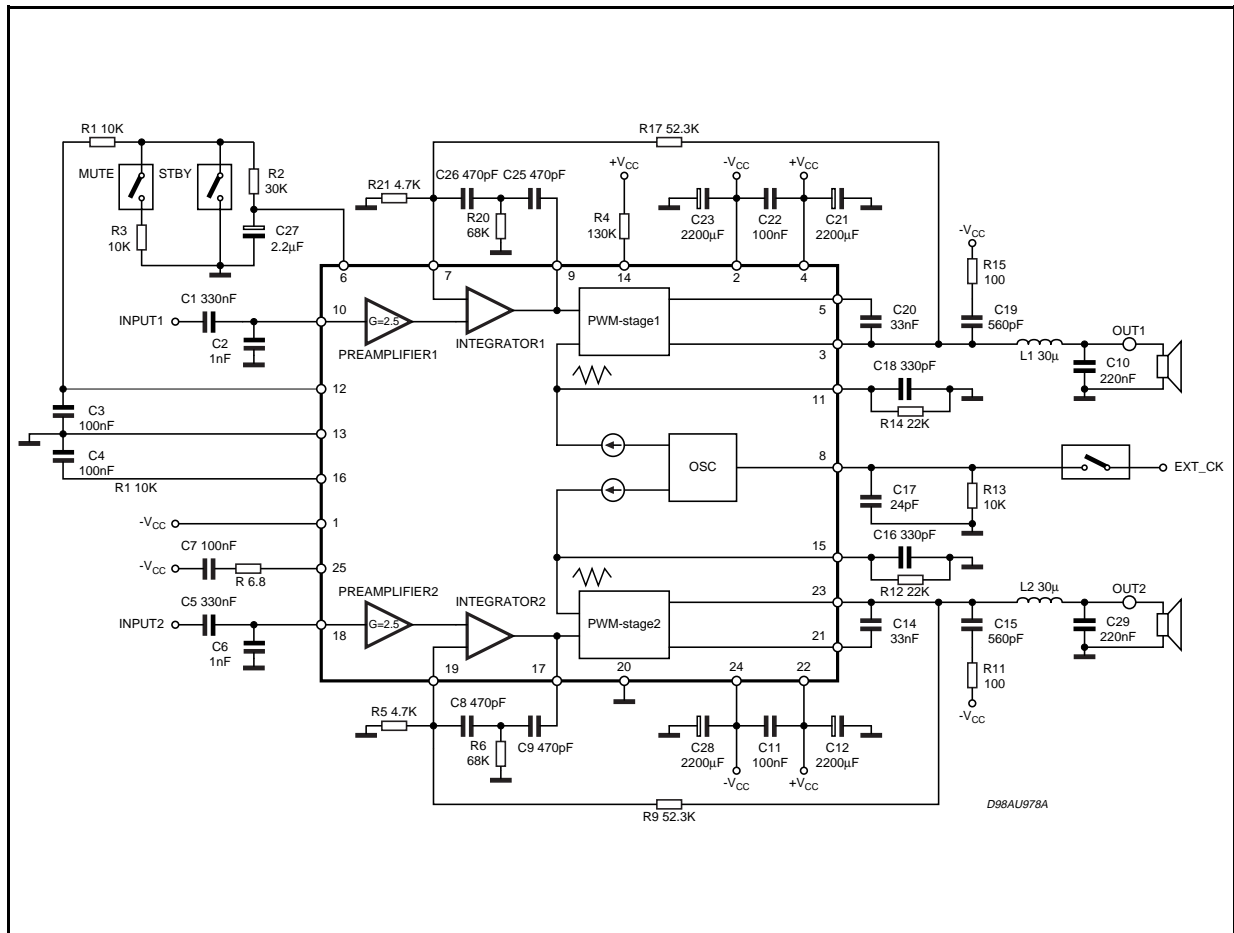 R1 10K
MUTE
STBY
R2
30K
R3
10K
C27
2.2µF
R17 52.3K
R21 4.7K
C26 470pF
C25 470pF
R20
68K
+VCC
R4
130K
-VCC
+VCC
C23
2200µF
C22
100nF
C21
2200µF
-VCC
R15
100
C19
560pF
6
7
9
14
2
4
C1 330nF
INPUT1
C2
1nF
10
G=2.5
PREAMPLIFIER1
INTEGRATOR1
PWM-stage1
5
3
C20
33nF
L1 30µ
OUT1
C10
220nF
C18 330pF
R14 22K
11
12
C3
100nF
13
C4
100nF
R1 10K
16
OSC
8
EXT_CK
C17
24pF
R13
10K
-VCC
1
C7 100nF
-VCC
R 6.8
25
C16 330pF
R12 22K
15
C5 330nF
INPUT2
C6
1nF
18
PREAMPLIFIER2
G=2.5
INTEGRATOR2
PWM-stage2
23
21
C14
33nF
C15
560pF
R11
100
-VCC
L2 30µ
OUT2
C29
220nF
19
17
20
24
22
R5 4.7K
C8 470pF
R6
68K
C9 470pF
C28
2200µF
C11
100nF
C12
2200µF
-VCC
+VCC
R9 52.3K
D98AU978A